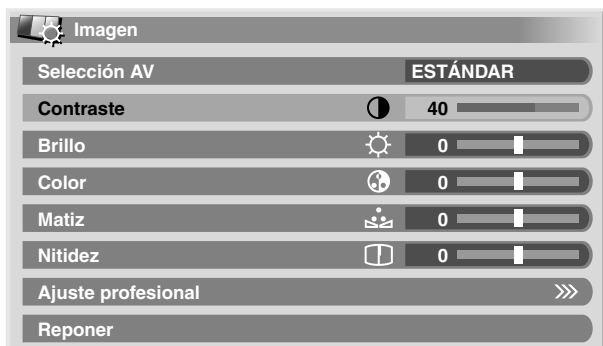 Imagen
Selección AV ESTÁNDAR
Contraste 40
Brillo 0
Color 0
Matiz 0
Nitidez 0
Ajuste profesional
Reponer